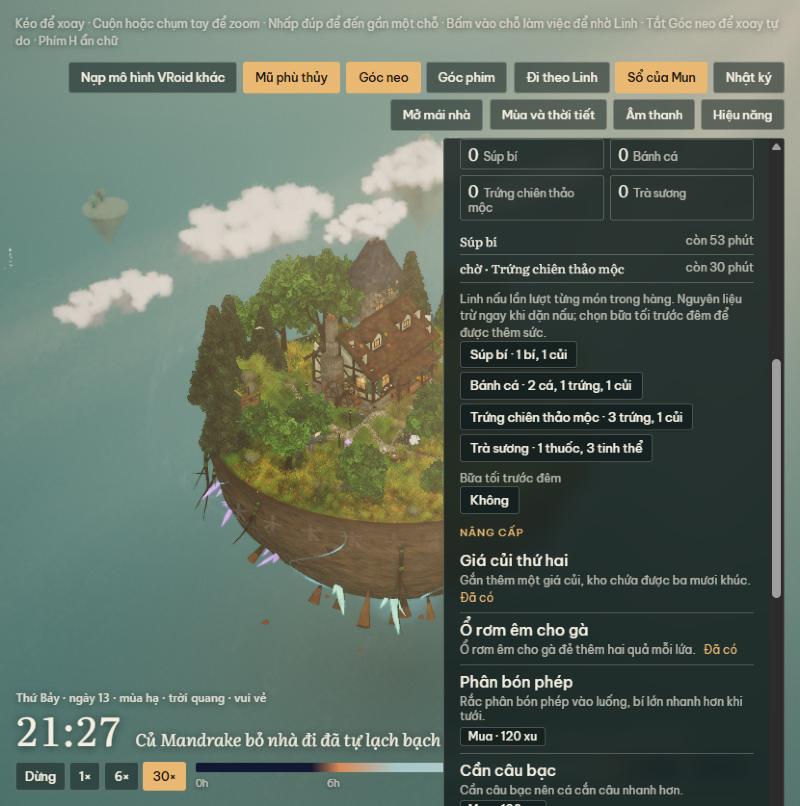 Kéo để xoay · Cuộn hoặc chụm tay để zoom · Nhấp đúp để đến gần một chỗ · Bấm vào chỗ làm việc để nhờ Linh · Tắt Góc neo để xoay tự
do · Phím H ẩn chữ
Nạp mô hình VRoid khác
Mũ phù thủy
Góc neo
Góc phim
Đi theo Linh
Sổ của Mun
Nhật ký
Mở mái nhà
Mùa và thời tiết
Âm thanh
Hiệu năng
0 Súp bí
0 Bánh cá
0 Trứng chiên thảo
mộc
0 Trà sương
Súp bí còn 53 phút
chờ · Trứng chiên thảo mộc còn 30 phút
Linh nấu lần lượt từng món trong hàng. Nguyên liệu
trừ ngay khi dặn nấu; chọn bữa tối trước đêm để
được thêm sức.
Súp bí · 1 bí, 1 củi
Bánh cá · 2 cá, 1 trứng, 1 củi
Trứng chiên thảo mộc · 3 trứng, 1 củi
Trà sương · 1 thuốc, 3 tinh thể
Bữa tối trước đêm
Không
NÂNG CẤP
Giá củi thứ hai
Gắn thêm một giá củi, kho chứa được ba mươi khúc.
Đã có
Ổ rơm êm cho gà
Ổ rơm êm cho gà đẻ thêm hai quả mỗi lứa. Đã có
Phân bón phép
Rắc phân bón phép vào luống, bí lớn nhanh hơn khi
tưới.
Mua · 120 xu
Cần câu bạc
Cần câu bạc nên cá cắn câu nhanh hơn.
Thứ Bảy · ngày 13 · mùa hạ · trời quang · vui vẻ
21:27 Củ Mandrake bỏ nhà đi đã tự lạch bạch
Dừng
1×
6×
30×
0h
6h